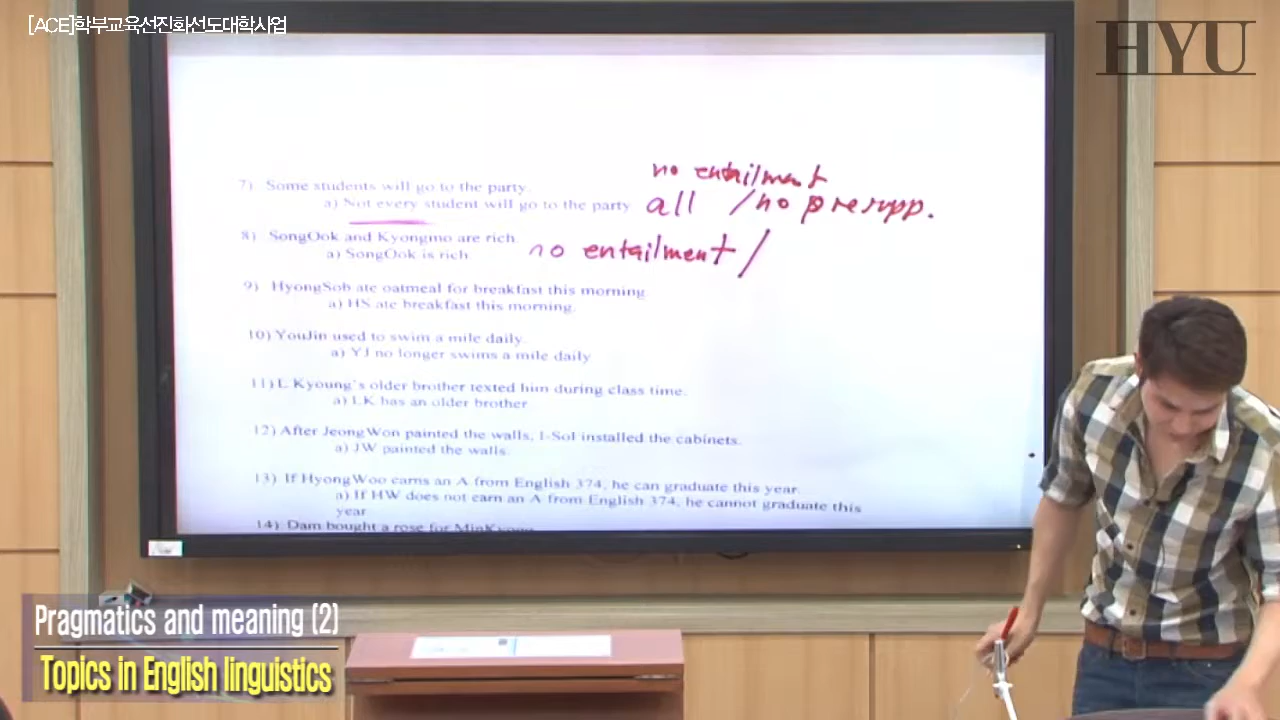 [ACE]학부교육선진화선도대학사업
HYU
no entailment
7) Some students will go to the party.
a) Not every student will go to the party
all / no presupp.
8) SongOok and Kyongmo are rich.
a) SongOok is rich
no entailment /
9) HyongSob ate oatmeal for breakfast this morning
a) HS ate breakfast this morning.
10) YouJin used to swim a mile daily.
a) YJ no longer swims a mile daily
11) L Kyoung's older brother texted him during class time.
a) LK has an older brother
12) After JeongWon painted the walls, I-Sol installed the cabinets.
a) JW painted the walls.
13) If HyongWoo earns an A from English 374, he can graduate this year.
a) If HW does not earn an A from English 374, he cannot graduate this
year
14) Dam bought a rose for MinKyong
Pragmatics and meaning (2)
Topics in English linguistics